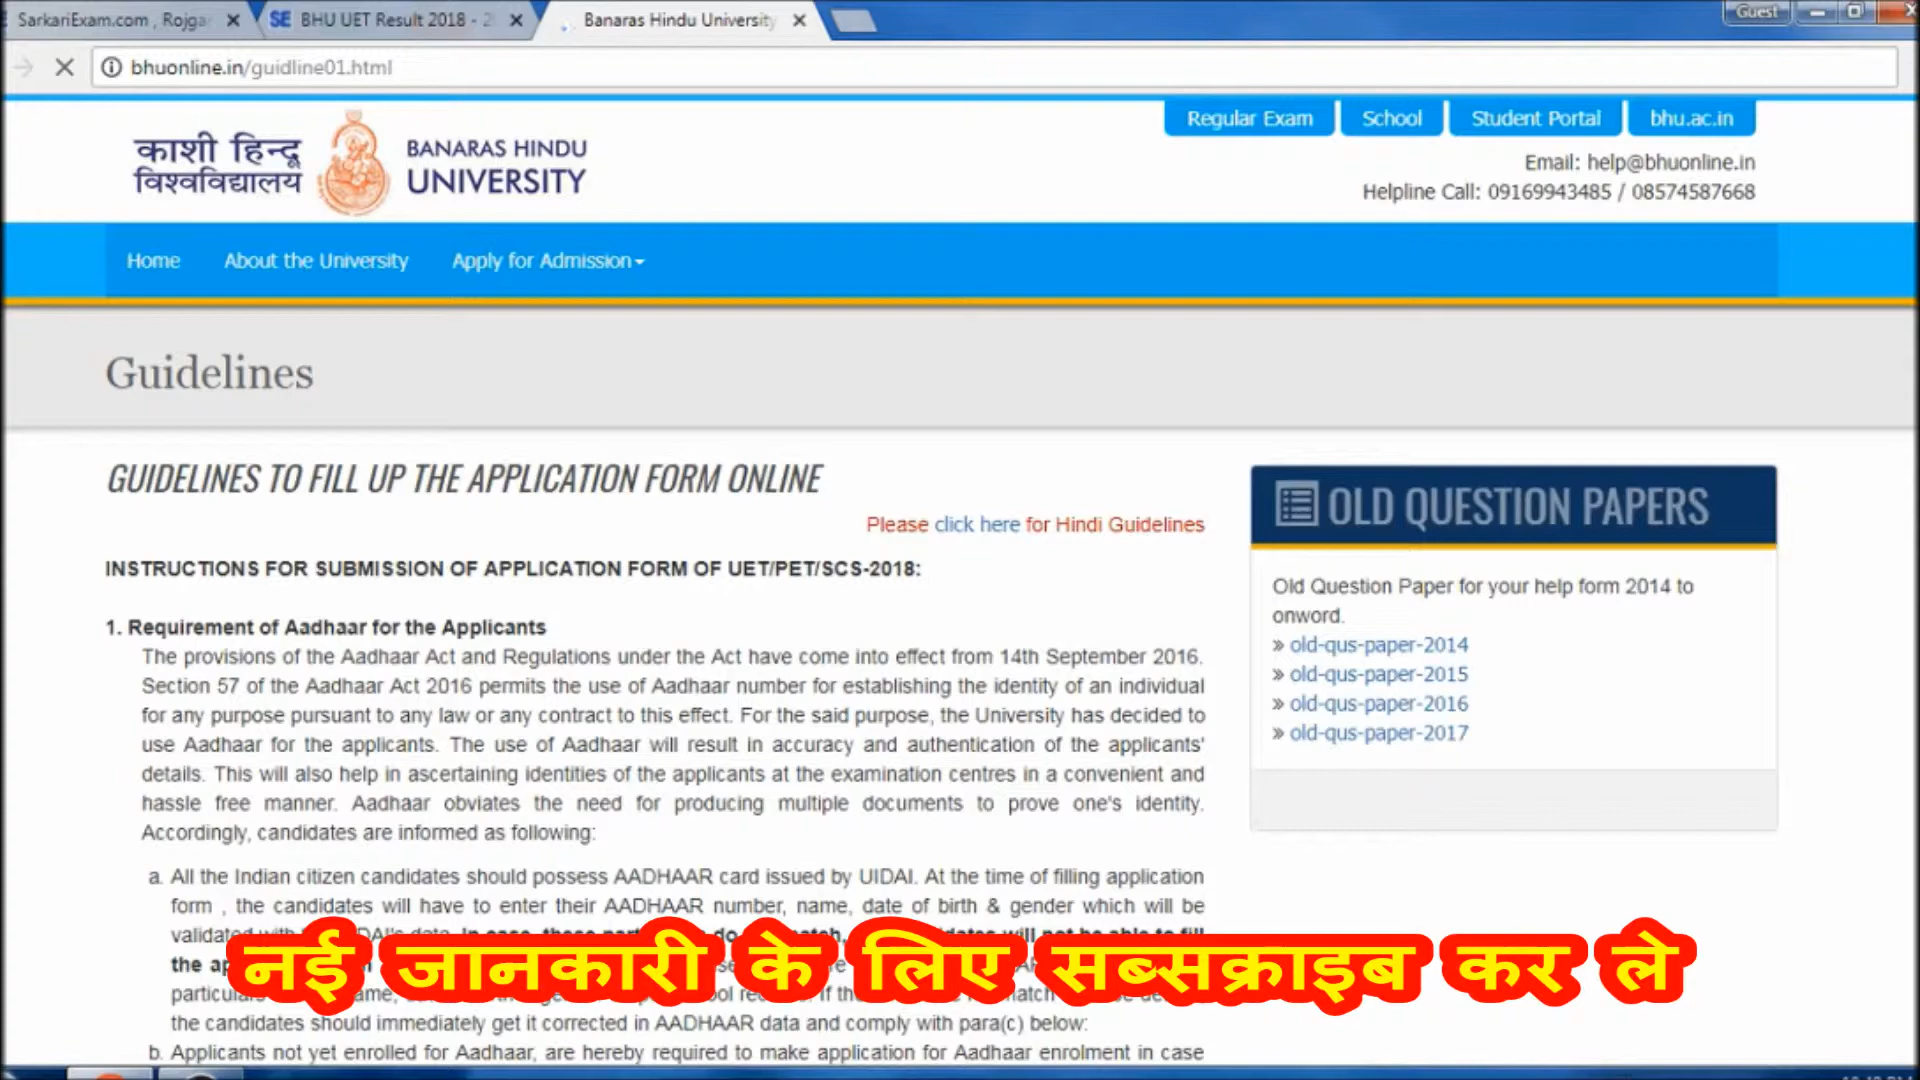 SarkariExam.com , Rojga
BHU UET Result 2018 - 2
Banaras Hindu University
Guest
bhuonline.in/guidline01.html
Regular Exam
School
Student Portal
bhu.ac.in
काशी हिन्दू
विश्वविद्यालय
BANARAS HINDU
UNIVERSITY
Email: help@bhuonline.in
Helpline Call: 09169943485 / 08574587668
Home
About the University
Apply for Admission
Guidelines
GUIDELINES TO FILL UP THE APPLICATION FORM ONLINE
Please click here for Hindi Guidelines
INSTRUCTIONS FOR SUBMISSION OF APPLICATION FORM OF UET/PET/SCS-2018:
1. Requirement of Aadhaar for the Applicants
The provisions of the Aadhaar Act and Regulations under the Act have come into effect from 14th September 2016.
Section 57 of the Aadhaar Act 2016 permits the use of Aadhaar number for establishing the identity of an individual
for any purpose pursuant to any law or any contract to this effect. For the said purpose, the University has decided to
use Aadhaar for the applicants. The use of Aadhaar will result in accuracy and authentication of the applicants'
details. This will also help in ascertaining identities of the applicants at the examination centres in a convenient and
hassle free manner. Aadhaar obviates the need for producing multiple documents to prove one's identity.
Accordingly, candidates are informed as following:
a. All the Indian citizen candidates should possess AADHAAR card issued by UIDAI. At the time of filling application
form , the candidates will have to enter their AADHAAR number, name, date of birth & gender which will be
will not be able to fill
the
the candidates should immediately get it corrected in AADHAAR data and comply with para(c) below:
b. Applicants not yet enrolled for Aadhaar, are hereby required to make application for Aadhaar enrolment in case
OLD QUESTION PAPERS
Old Question Paper for your help form 2014 to
onword.
» old-qus-paper-2014
» old-qus-paper-2015
» old-qus-paper-2016
» old-qus-paper-2017
नई जानकारी के लिए सब्सक्राइब कर ले